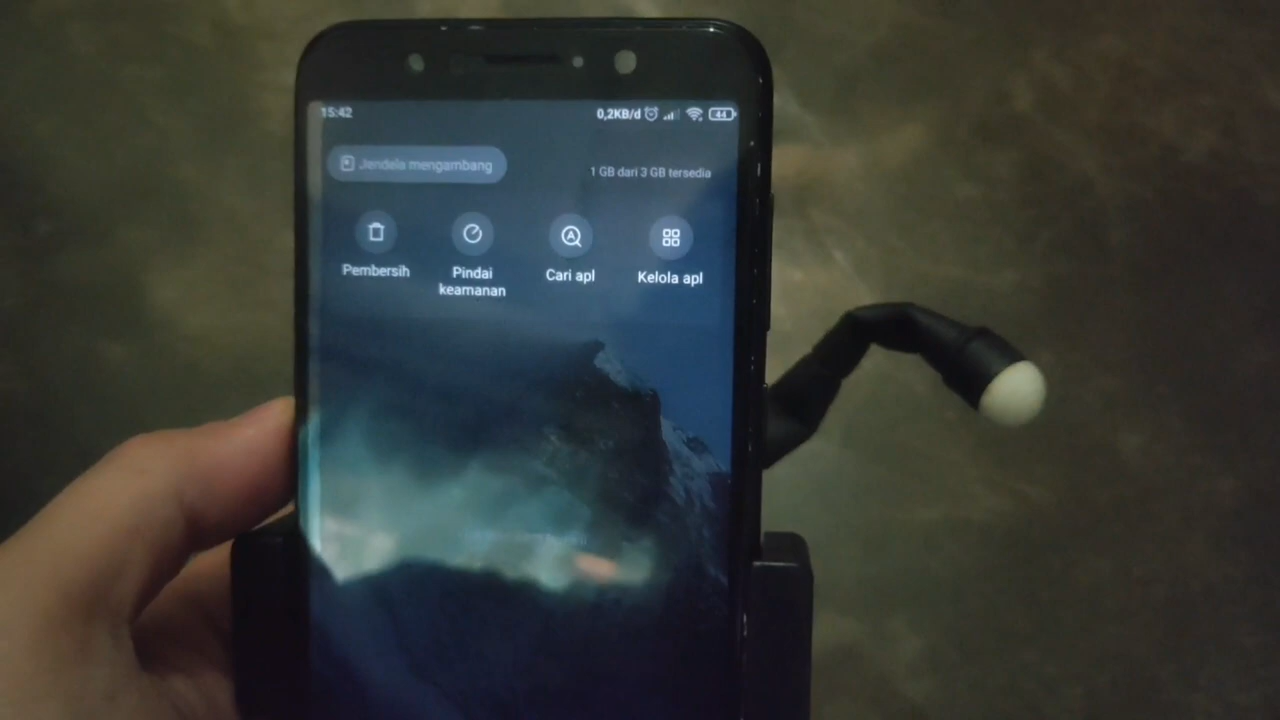 15:42
0,2KB/d
44
Jendela mengambang
1 GB dari 3 GB tersedia
Pembersih
Pindai
keamanan
Cari apl
Kelola apl